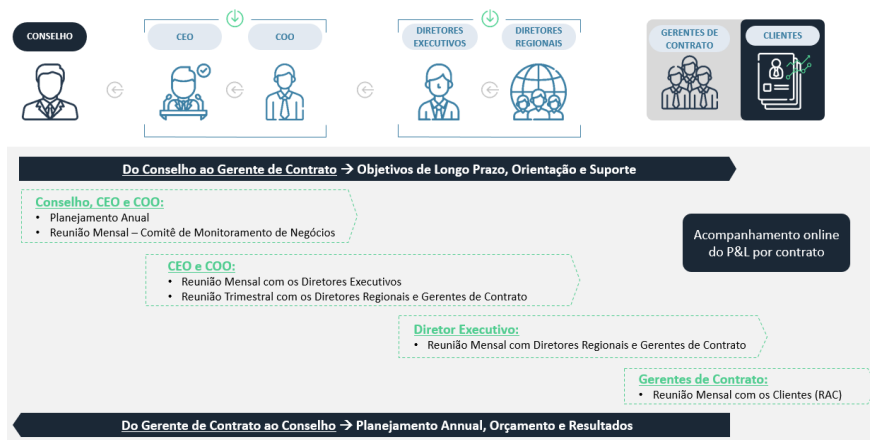 CONSELHO
CEO
COO
DIRETORES
EXECUTIVOS
DIRETORES
REGIONAIS
GERENTES DE
CONTRATO
CLIENTES
Do Conselho ao Gerente de Contrato → Objetivos de Longo Prazo, Orientação e Suporte
Conselho, CEO e COO:
• Planejamento Anual
• Reunião Mensal – Comitê de Monitoramento de Negócios
Acompanhamento online
do P&L por contrato
CEO e COO:
• Reunião Mensal com os Diretores Executivos
• Reunião Trimestral com os Diretores Regionais e Gerentes de Contrato
Diretor Executivo:
• Reunião Mensal com Diretores Regionais e Gerentes de Contrato
Gerentes de Contrato:
• Reunião Mensal com os Clientes (RAC)
Do Gerente de Contrato ao Conselho → Planejamento Annual, Orçamento e Resultados